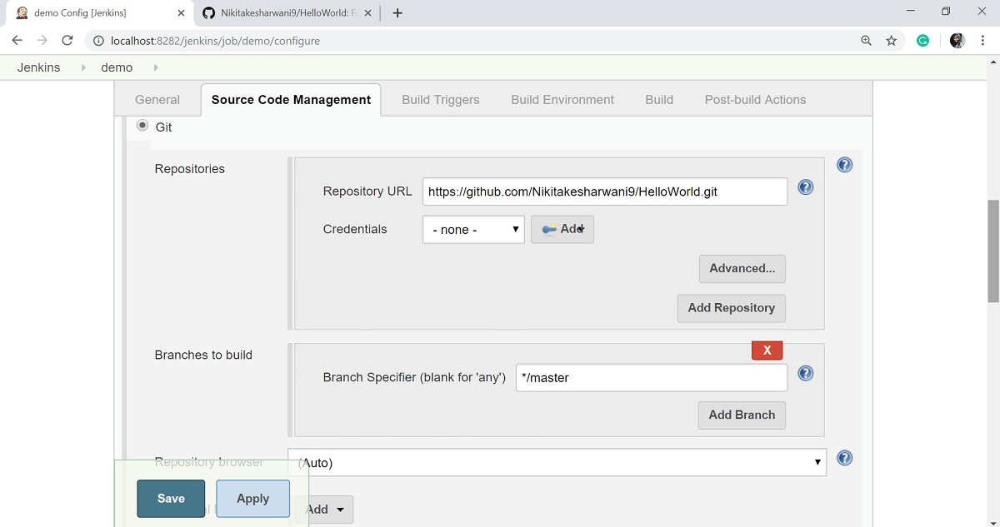 demo Config [Jenkins]
Nikitakesharwani9/HelloWorld:
localhost:8282/jenkins/job/demo/configure
Jenkins
demo
General
Source Code Management
Build Triggers
Build Environment
Build
Post-build Actions
Git
Repositories
Repository URL
https://github.com/Nikitakesharwani9/HelloWorld.git
Credentials
- none -
Add
Advanced...
Add Repository
Branches to build
X
Branch Specifier (blank for 'any')
*/master
Add Branch
Repository browser
(Auto)
Save
Apply
Add